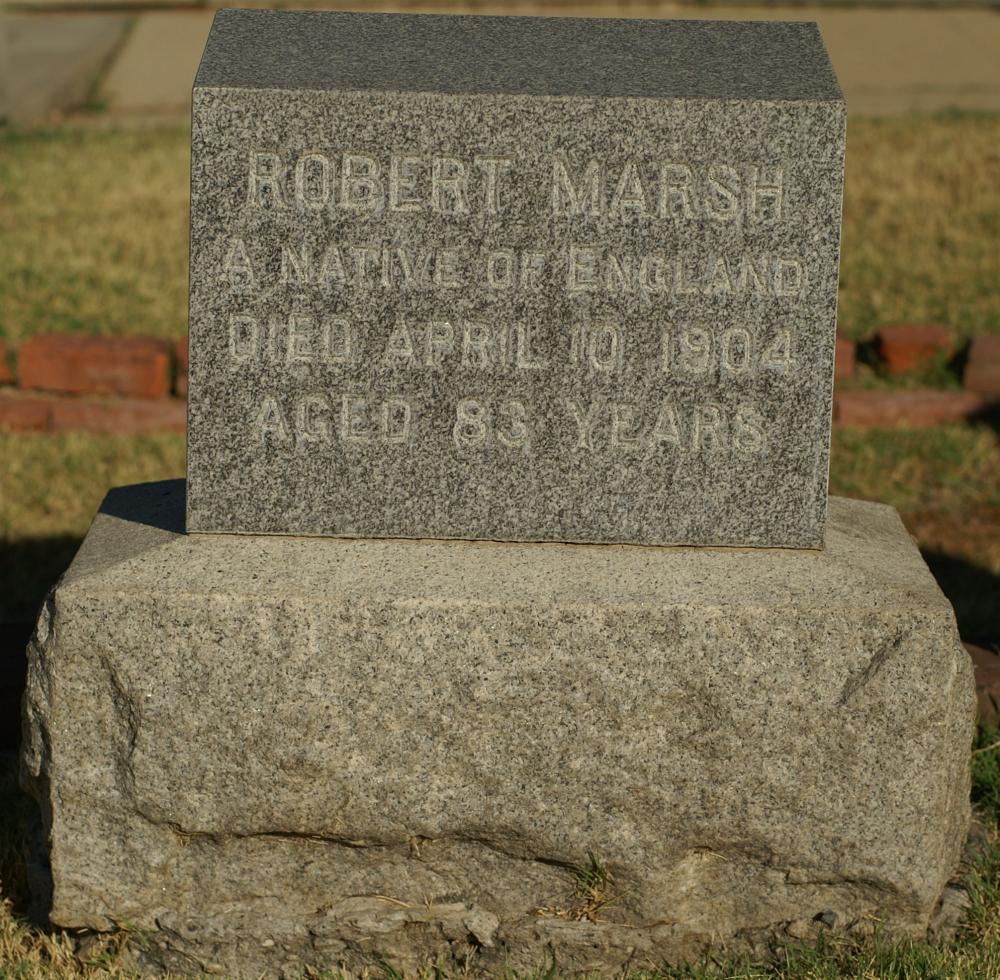 ROBERT MARSH
A NATIVE OF ENGLAND
DIED APRIL 10 1904
AGED 83 YEARS